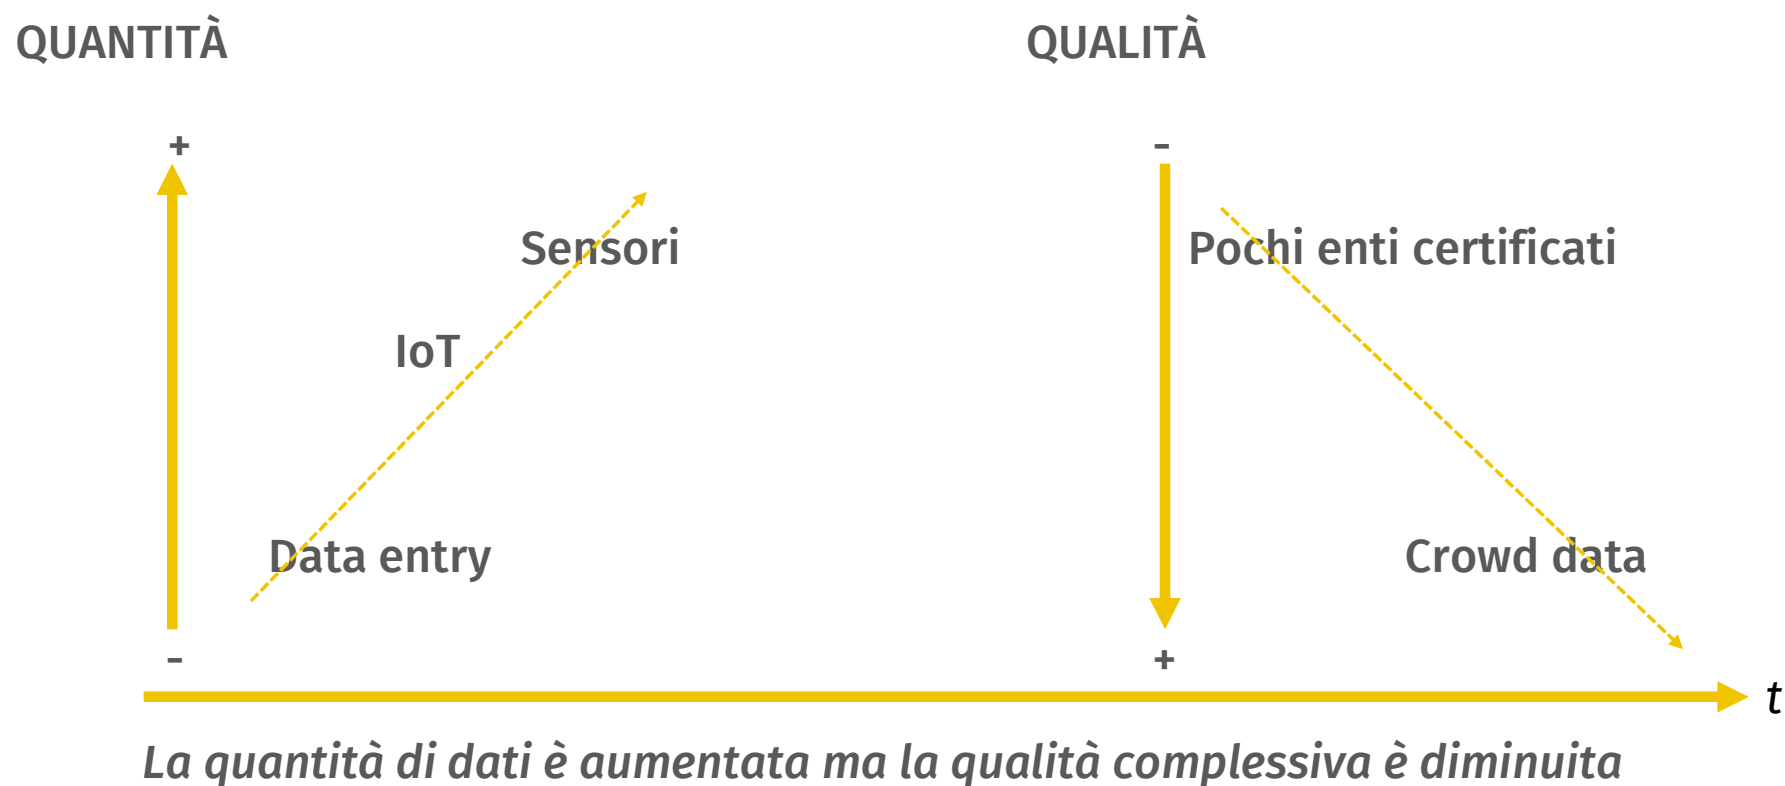 QUANTITÀ
QUALITÀ
+
-
Sensori
Pochi enti certificati
IoT
Data entry
Crowd data
-
+
t
La quantità di dati è aumentata ma la qualità complessiva è diminuita